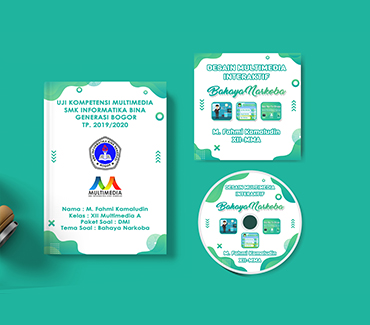 UJI KOMPETENSI MULTIMEDIA
SMK INFORMATIKA BINA
GENERASI BOGOR
TP. 2019/2020
MULTIMEDIA
Nama : M. Fahmi Kamaludin
Kelas : XII Multimedia A
Paket Soal : DMI
Tema Soal : Bahaya Narkoba
DESAIN MULTIMEDIA
INTERAKTIF
Bahaya Narkoba
M. Fahmi Kamaludin
XII-MMA
DESAIN MULTIMEDIA
INTERAKTIF
Bahaya Narkoba
M. Fahmi Kamaludin
XII-MMA